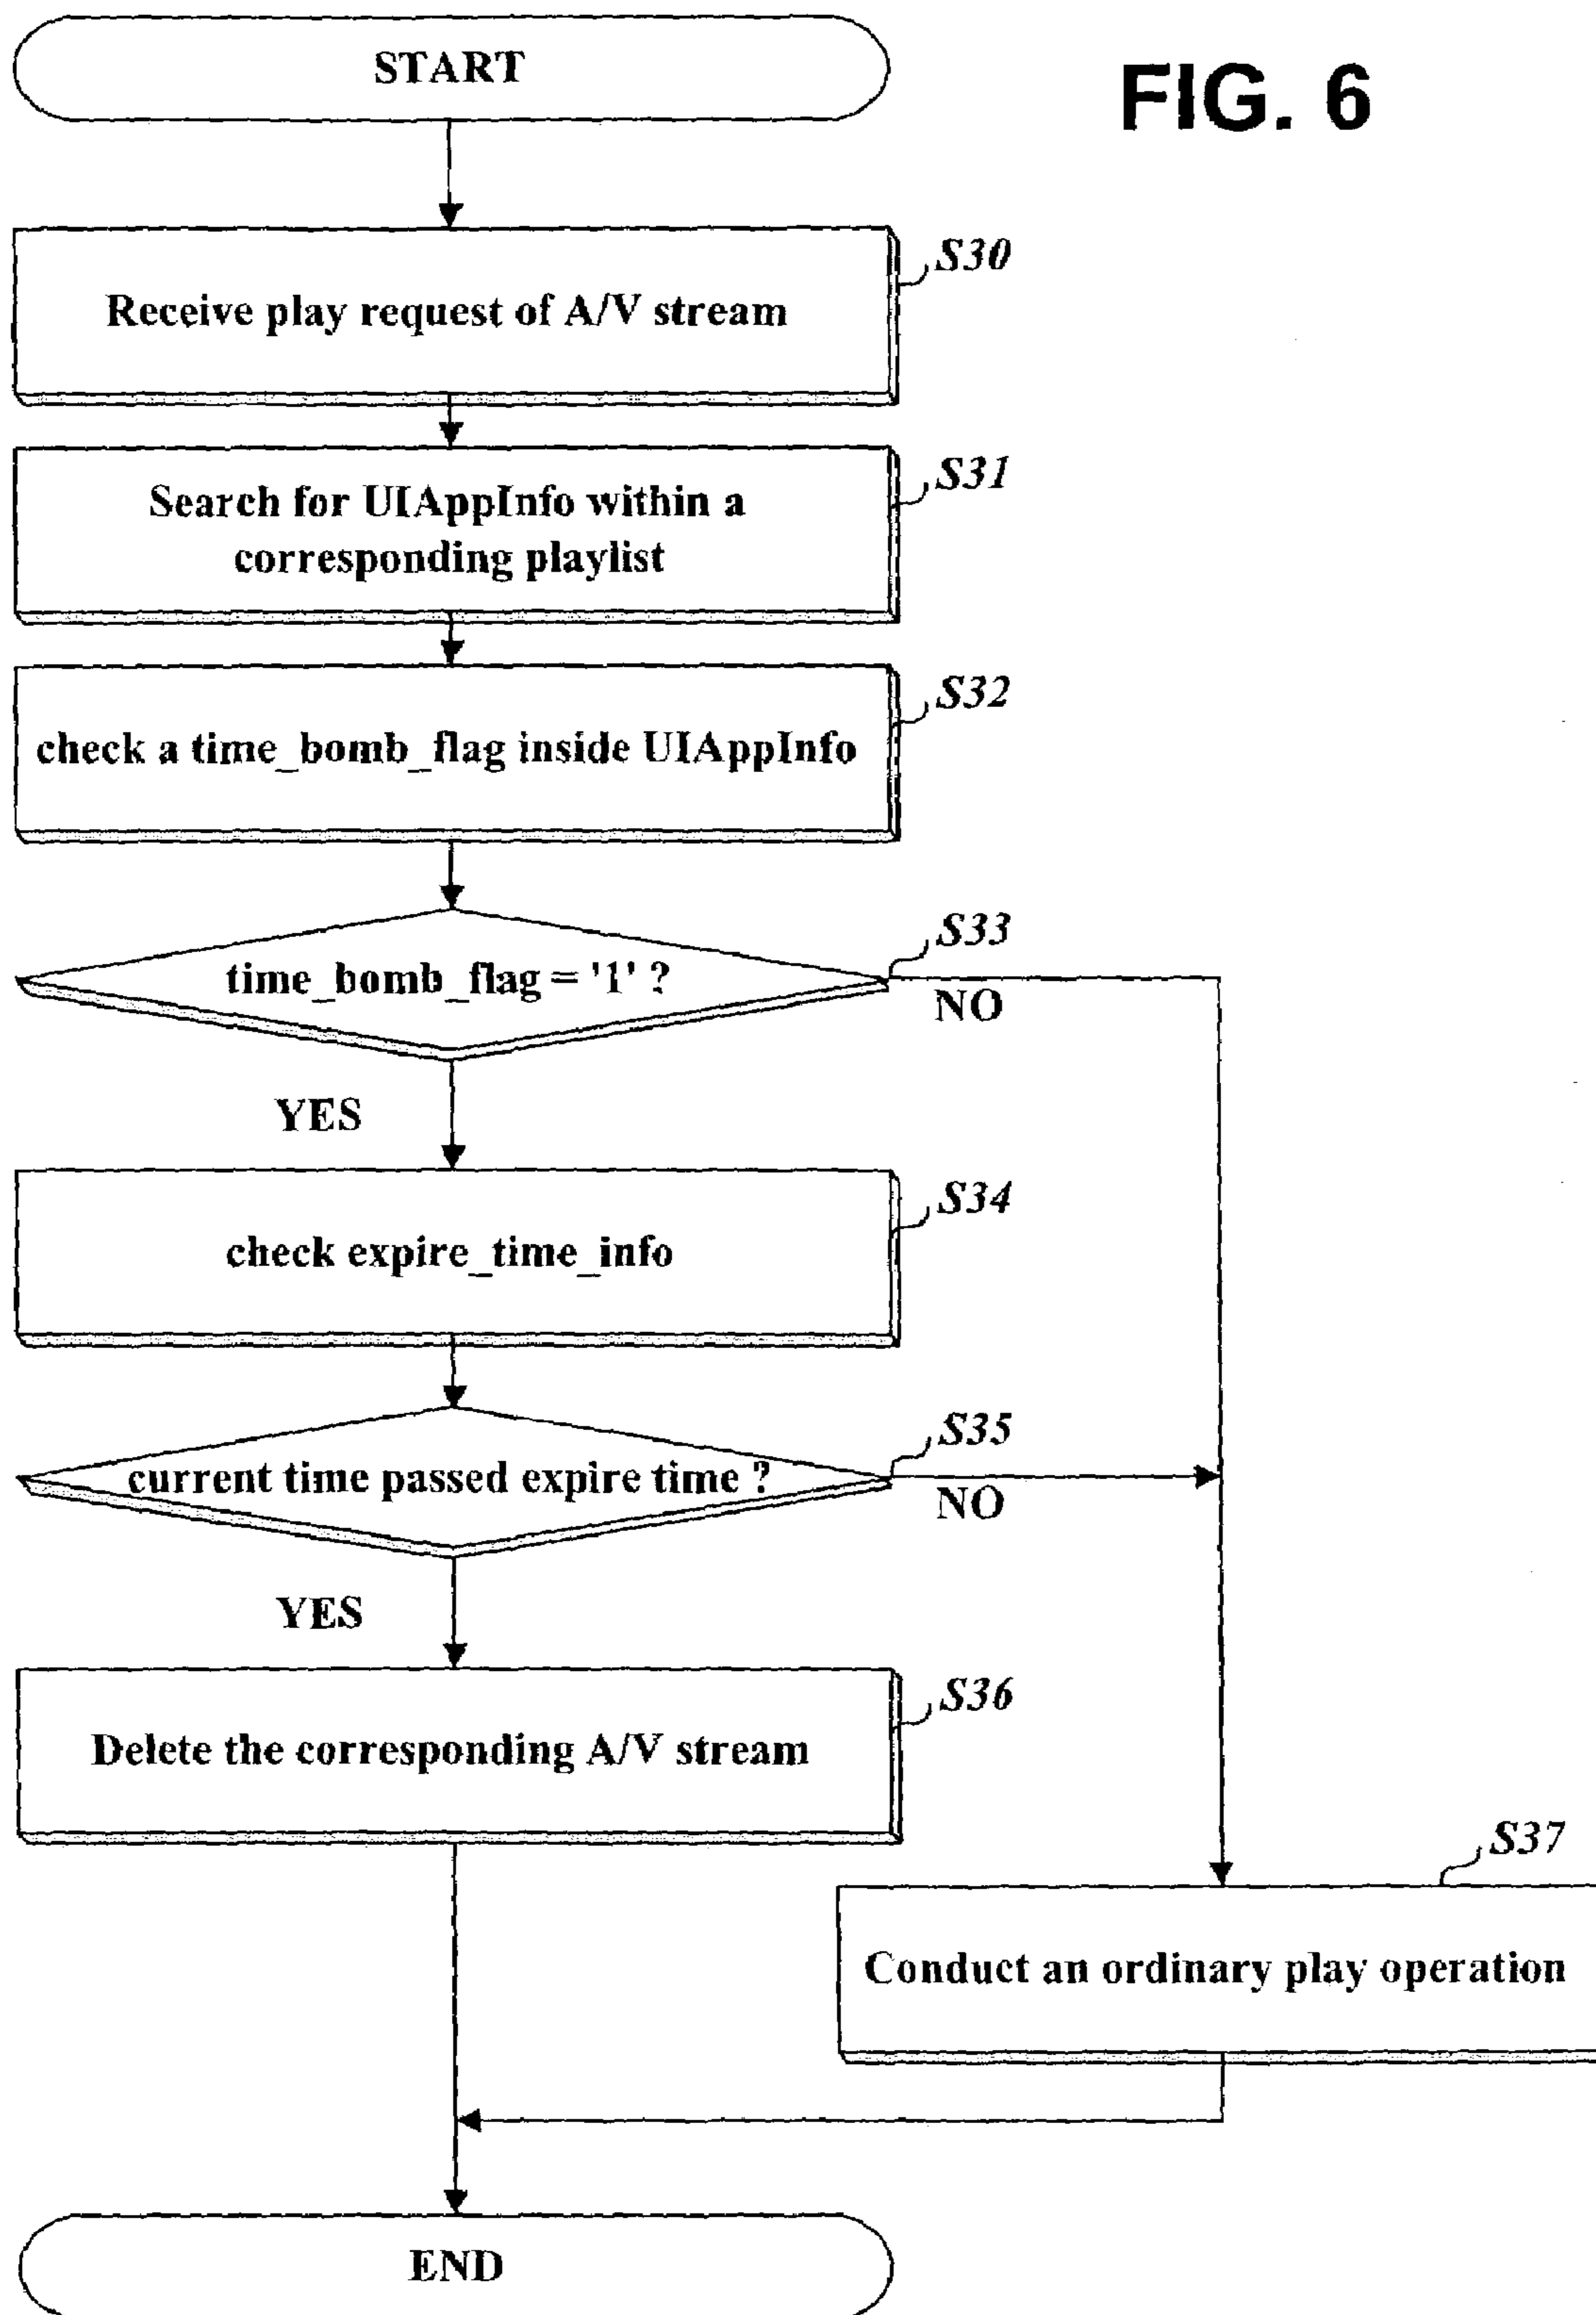 START
FIG. 6
S30
Receive play request of A/V stream
S31
Search for UIAppInfo within a
corresponding playlist
S32
check a time_bomb_flag inside UIAppInfo
S33
time_bomb_flag = '1' ?
NO
YES
S34
check expire_time_info
S35
current time passed expire time ?
NO
YES
S36
Delete the corresponding A/V stream
S37
Conduct an ordinary play operation
END